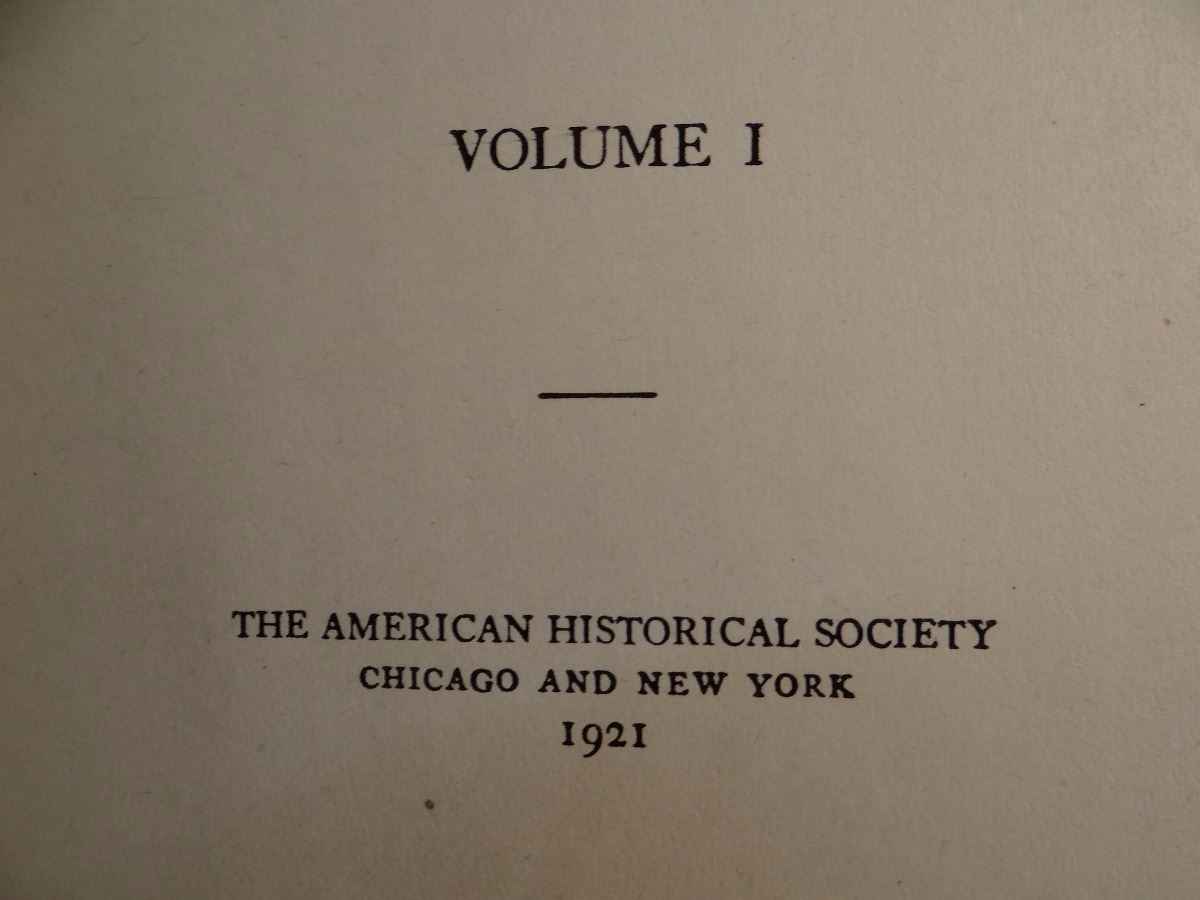 VOLUME I
THE AMERICAN HISTORICAL SOCIETY
CHICAGO AND NEW YORK
1921